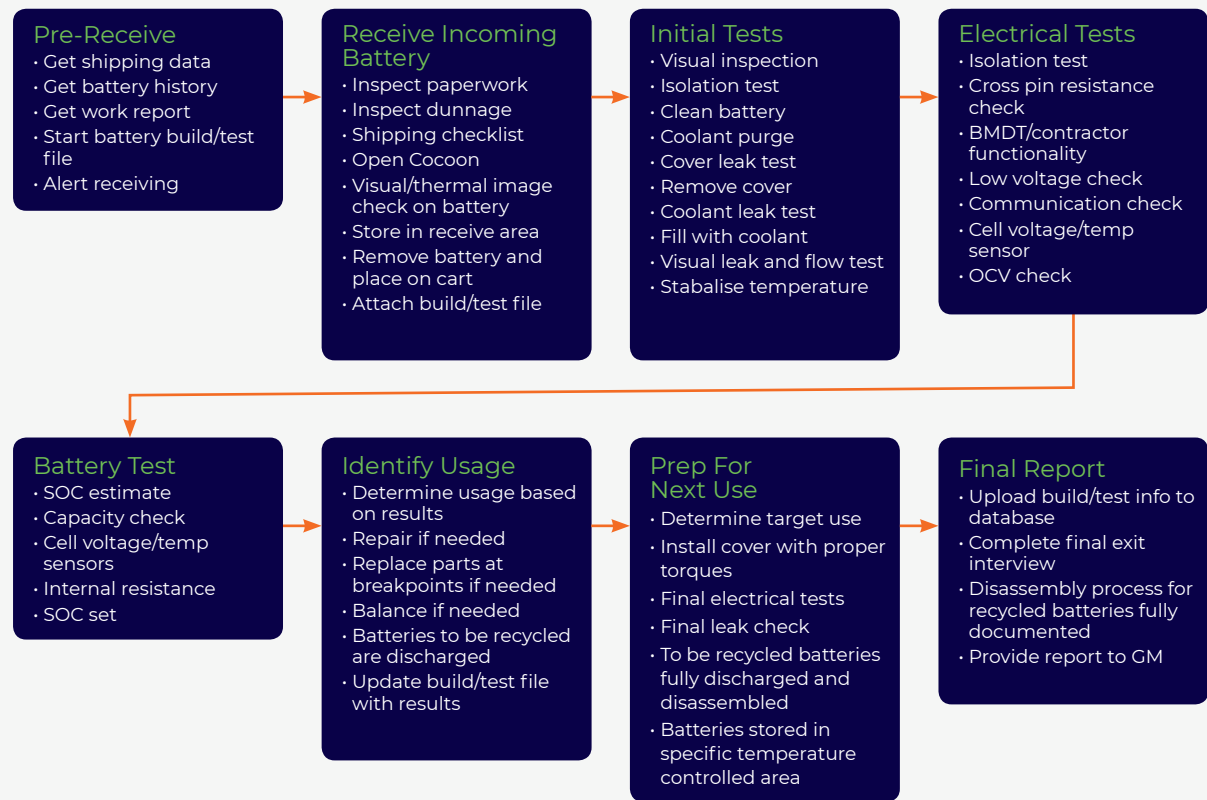 Pre-Receive
• Get shipping data
• Get battery history
• Get work report
• Start battery build/test
file
• Alert receiving
Receive Incoming
Battery
• Inspect paperwork
• Inspect dunnage
• Shipping checklist
• Open Cocoon
• Visual/thermal image
check on battery
• Store in receive area
• Remove battery and
place on cart
• Attach build/test file
Initial Tests
• Visual inspection
• Isolation test
• Clean battery
• Coolant purge
• Cover leak test
• Remove cover
• Coolant leak test
• Fill with coolant
• Visual leak and flow test
• Stabalise temperature
Electrical Tests
• Isolation test
• Cross pin resistance
check
• BMDT/contractor
functionality
• Low voltage check
• Communication check
• Cell voltage/temp
sensor
• OCV check
Battery Test
• SOC estimate
• Capacity check
• Cell voltage/temp
sensors
• Internal resistance
• SOC set
Identify Usage
• Determine usage based
on results
• Repair if needed
• Replace parts at
breakpoints if needed
• Balance if needed
• Batteries to be recycled
are discharged
• Update build/test file
with results
Prep For
Next Use
• Determine target use
• Install cover with proper
torques
• Final electrical tests
• Final leak check
• To be recycled batteries
fully discharged and
disassembled
• Batteries stored in
specific temperature
controlled area
Final Report
• Upload build/test info to
database
• Complete final exit
interview
• Disassembly process for
recycled batteries fully
documented
• Provide report to GM